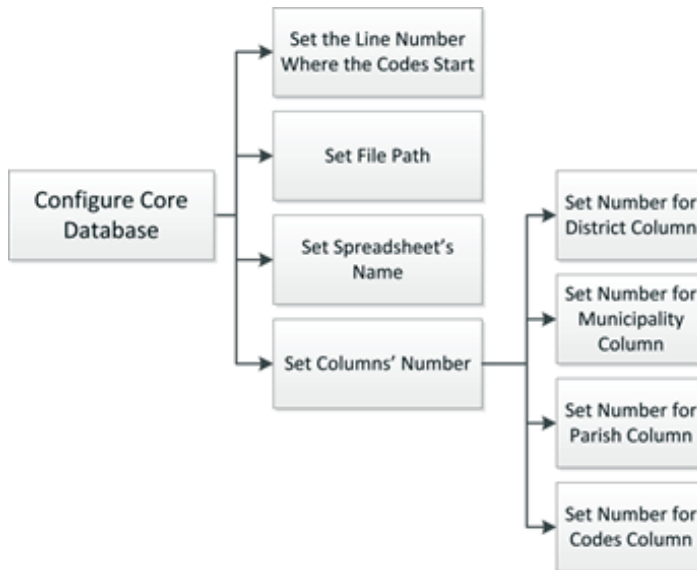 Set the Line Number
Where the Codes Start
Set File Path
Configure Core
Database
Set Spreadsheet's
Name
Set Columns' Number
Set Number for
District Column
Set Number for
Municipality
Column
Set Number for
Parish Column
Set Number for
Codes Column